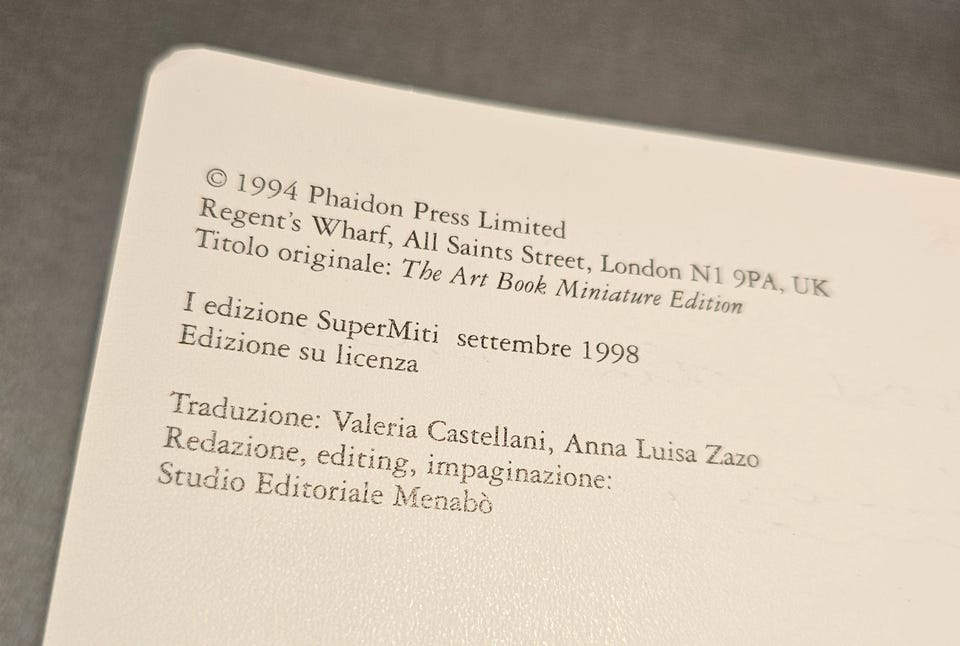 © 1994 Phaidon Press Limited
Regent's Wharf, All Saints Street, London N1 9PA, UK
Titolo originale: The Art Book Miniature Edition
I edizione SuperMiti settembre 1998
Edizione su licenza
Traduzione: Valeria Castellani, Anna Luisa Zazo
Redazione, editing, impaginazione:
Studio Editoriale Menabò